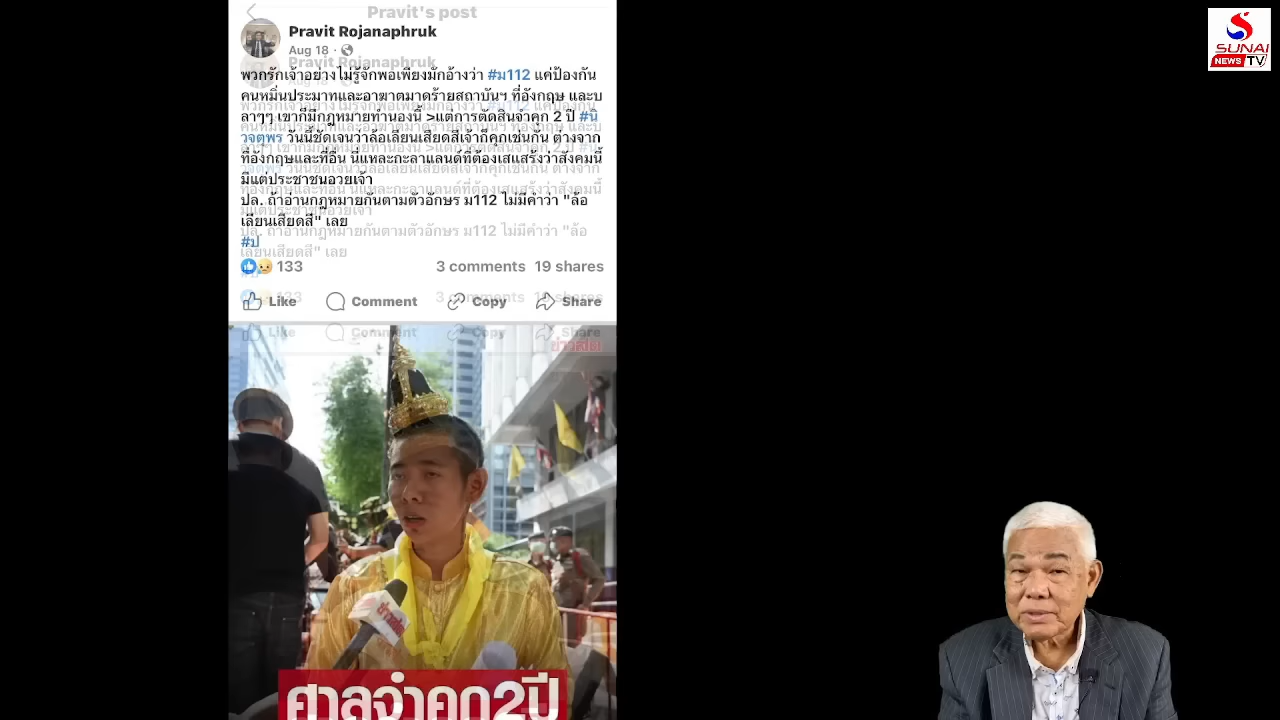 Pravit's post
Pravit Rojanaphruk
Aug 18 ·
พวกรักเจ้าอย่างไม่รู้จักพอเพียงมักอ้างว่า #ม112 แค่ป้องกัน
คนหมิ่นประมาทและอาฆาตมาดร้ายสถาบันฯ ที่อังกฤษ และบ
ลาๆๆ เขาก็มีกฎหมายทำนองนี้ >แต่การตัดสินจำคุก 2 ปี #นิ
วจตุพร วันนี้ชัดเจนว่าล้อเลียนเสียดสีเจ้าก็คุกเช่นกัน ต่างจาก
ที่อังกฤษและที่อื่น นี่แหละกะลาแลนด์ที่ต้องเสแสร้งว่าสังคมนี้
มีแต่ประชาชนอวยเจ้า
ปล. ถ้าอ่านกฎหมายกันตามตัวอักษร ม112 ไม่มีคำว่า "ล้อ
เลียนเสียดสี" เลย
#ป
133 3 comments 19 shares
Like Comment Copy Share
ข่าวสด
ศาลจำคุก2ปี
SUNAI
NEWS TV